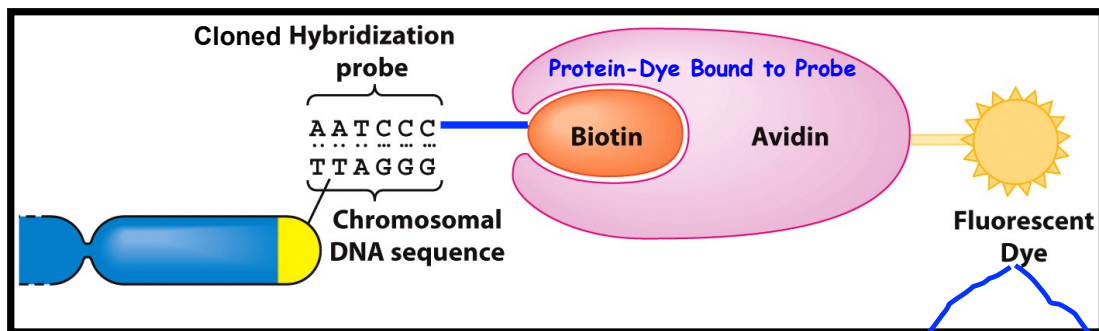 Cloned Hybridization
probe
Protein-Dye Bound to Probe
AATCCC
TTAGGG
Biotin
Avidin
Chromosomal
DNA sequence
Fluorescent
Dye